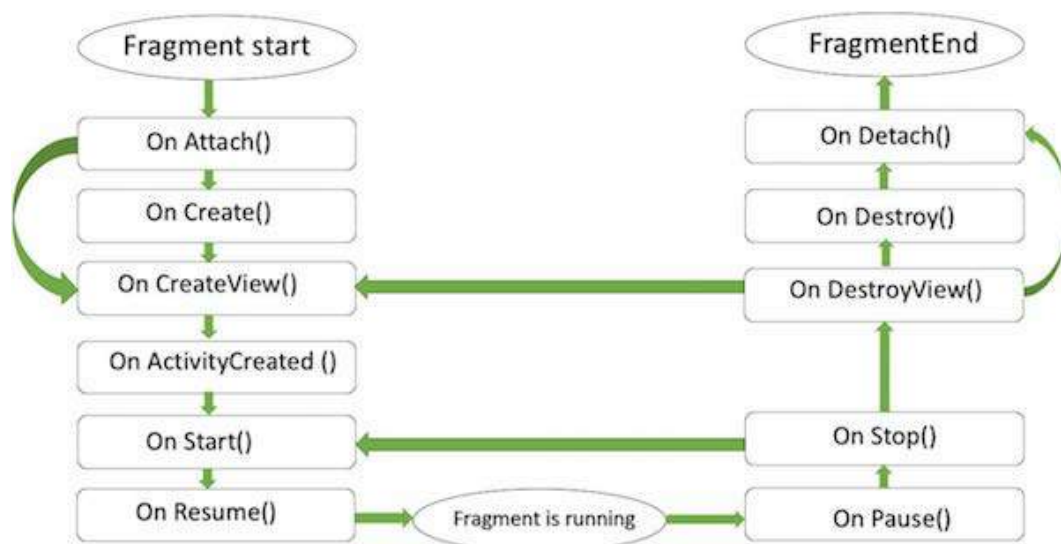 Fragment start
On Attach()
On Create()
On CreateView()
On ActivityCreated ()
On Start()
On Resume()
Fragment is running
On Pause()
On Stop()
On DestroyView()
On Destroy()
On Detach()
FragmentEnd